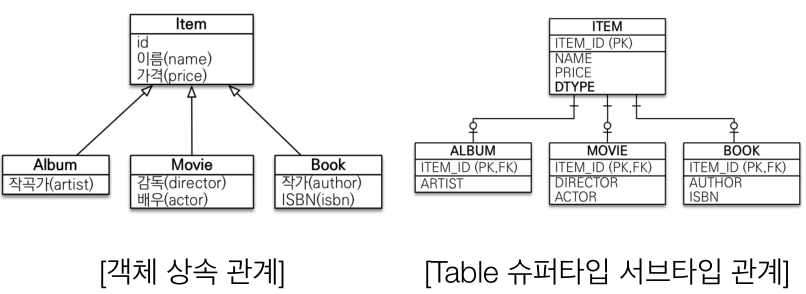 Item
id
이름(name)
가격(price)
Album
작곡가(artist)
Movie
감독(director)
배우(actor)
Book
작가(author)
ISBN(isbn)
[객체 상속 관계]
ITEM
ITEM_ID (PK)
NAME
PRICE
DTYPE
ALBUM
ITEM_ID (PK,FK)
ARTIST
MOVIE
ITEM_ID (PK,FK)
DIRECTOR
ACTOR
BOOK
ITEM_ID (PK,FK)
AUTHOR
ISBN
[Table 슈퍼타입 서브타입 관계]